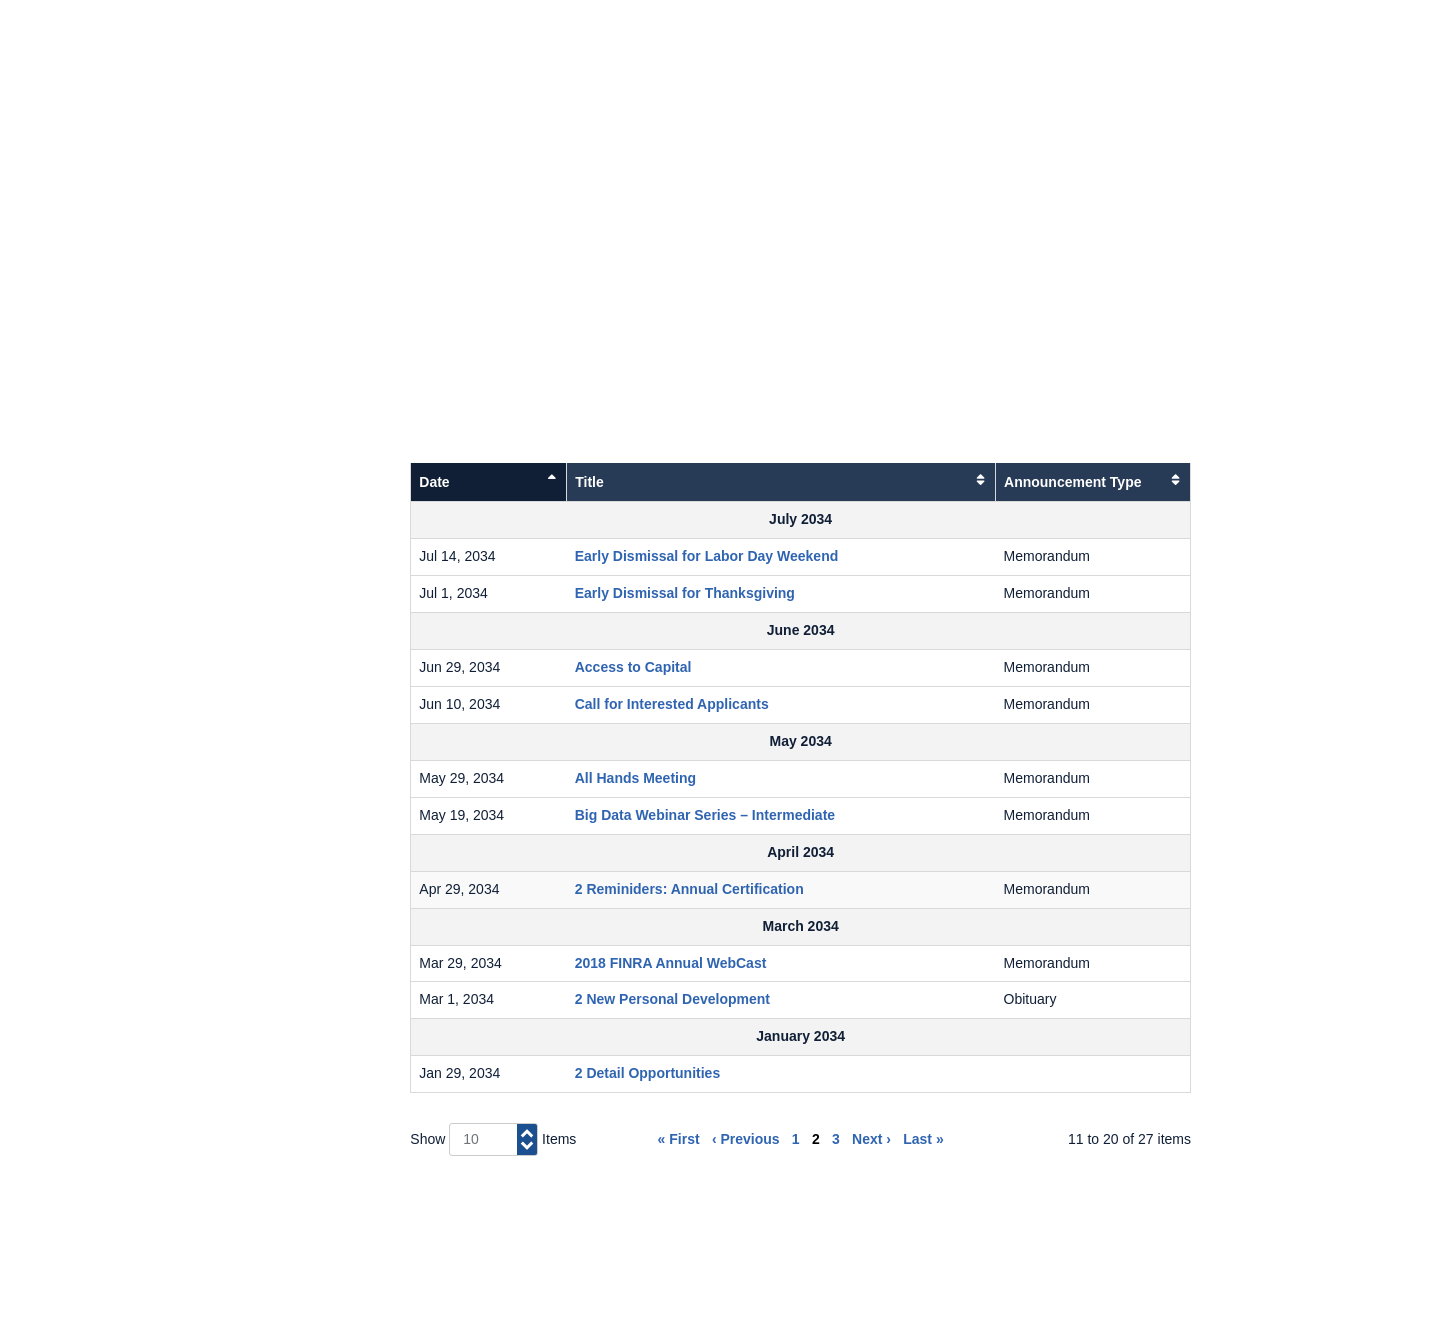 Date Title Announcement Type
July 2034
Jul 14, 2034 Early Dismissal for Labor Day Weekend Memorandum
Jul 1, 2034 Early Dismissal for Thanksgiving Memorandum
June 2034
Jun 29, 2034 Access to Capital Memorandum
Jun 10, 2034 Call for Interested Applicants Memorandum
May 2034
May 29, 2034 All Hands Meeting Memorandum
May 19, 2034 Big Data Webinar Series – Intermediate Memorandum
April 2034
Apr 29, 2034 2 Reminiders: Annual Certification Memorandum
March 2034
Mar 29, 2034 2018 FINRA Annual WebCast Memorandum
Mar 1, 2034 2 New Personal Development Obituary
January 2034
Jan 29, 2034 2 Detail Opportunities
Show 10 Items « First ‹ Previous 1 2 3 Next › Last » 11 to 20 of 27 items